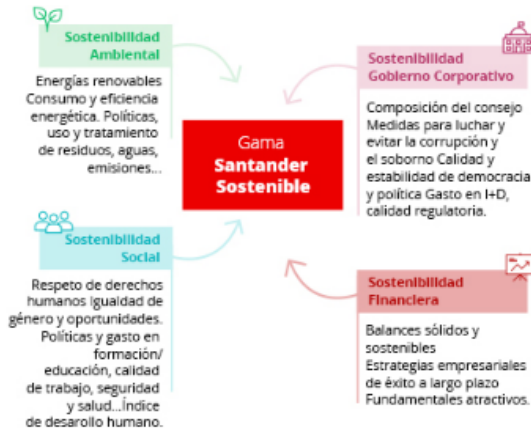 Sostenibilidad
Ambiental
Energías renovables
Consumo y eficiencia
energética. Políticas,
uso y tratamiento
de residuos, aguas,
emisiones...
Sostenibilidad
Gobierno Corporativo
Composición del consejo
Medidas para luchar y
evitar la corrupción y
el soborno Calidad y
estabilidad de democracia
y política Gasto en I+D,
calidad regulatoria.
Gama
Santander
Sostenible
Sostenibilidad
Social
Respeto de derechos
humanos Igualdad de
género y oportunidades.
Políticas y gasto en
formación/
educación, calidad
de trabajo, seguridad
y salud...Índice
de desarollo humano.
Sostenibilidad
Financiera
Balances sólidos y
sostenibles
Estrategias empresariales
de éxito a largo plazo
Fundamentales atractivos.